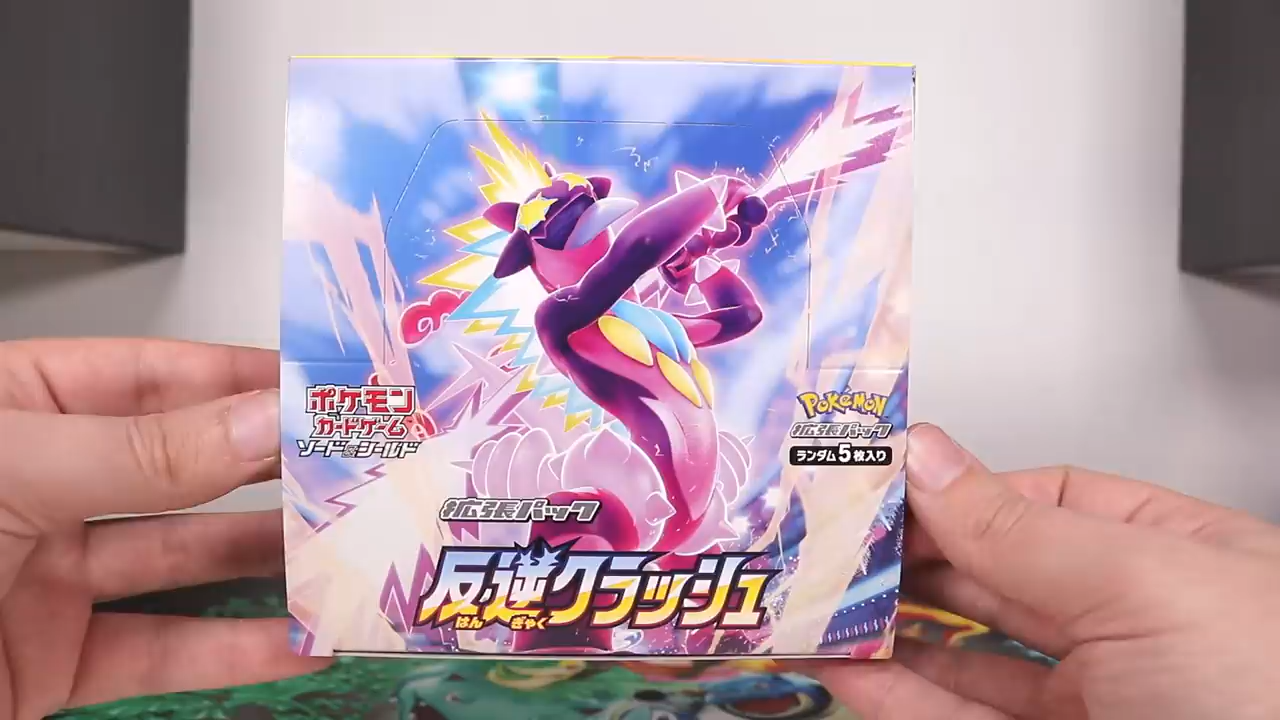 ポケモン
カードゲーム
ソード&シールド
Pokémon
拡張パック
ランダム5枚入り
拡張パック
反逆クラッシュ
はん ぎゃく